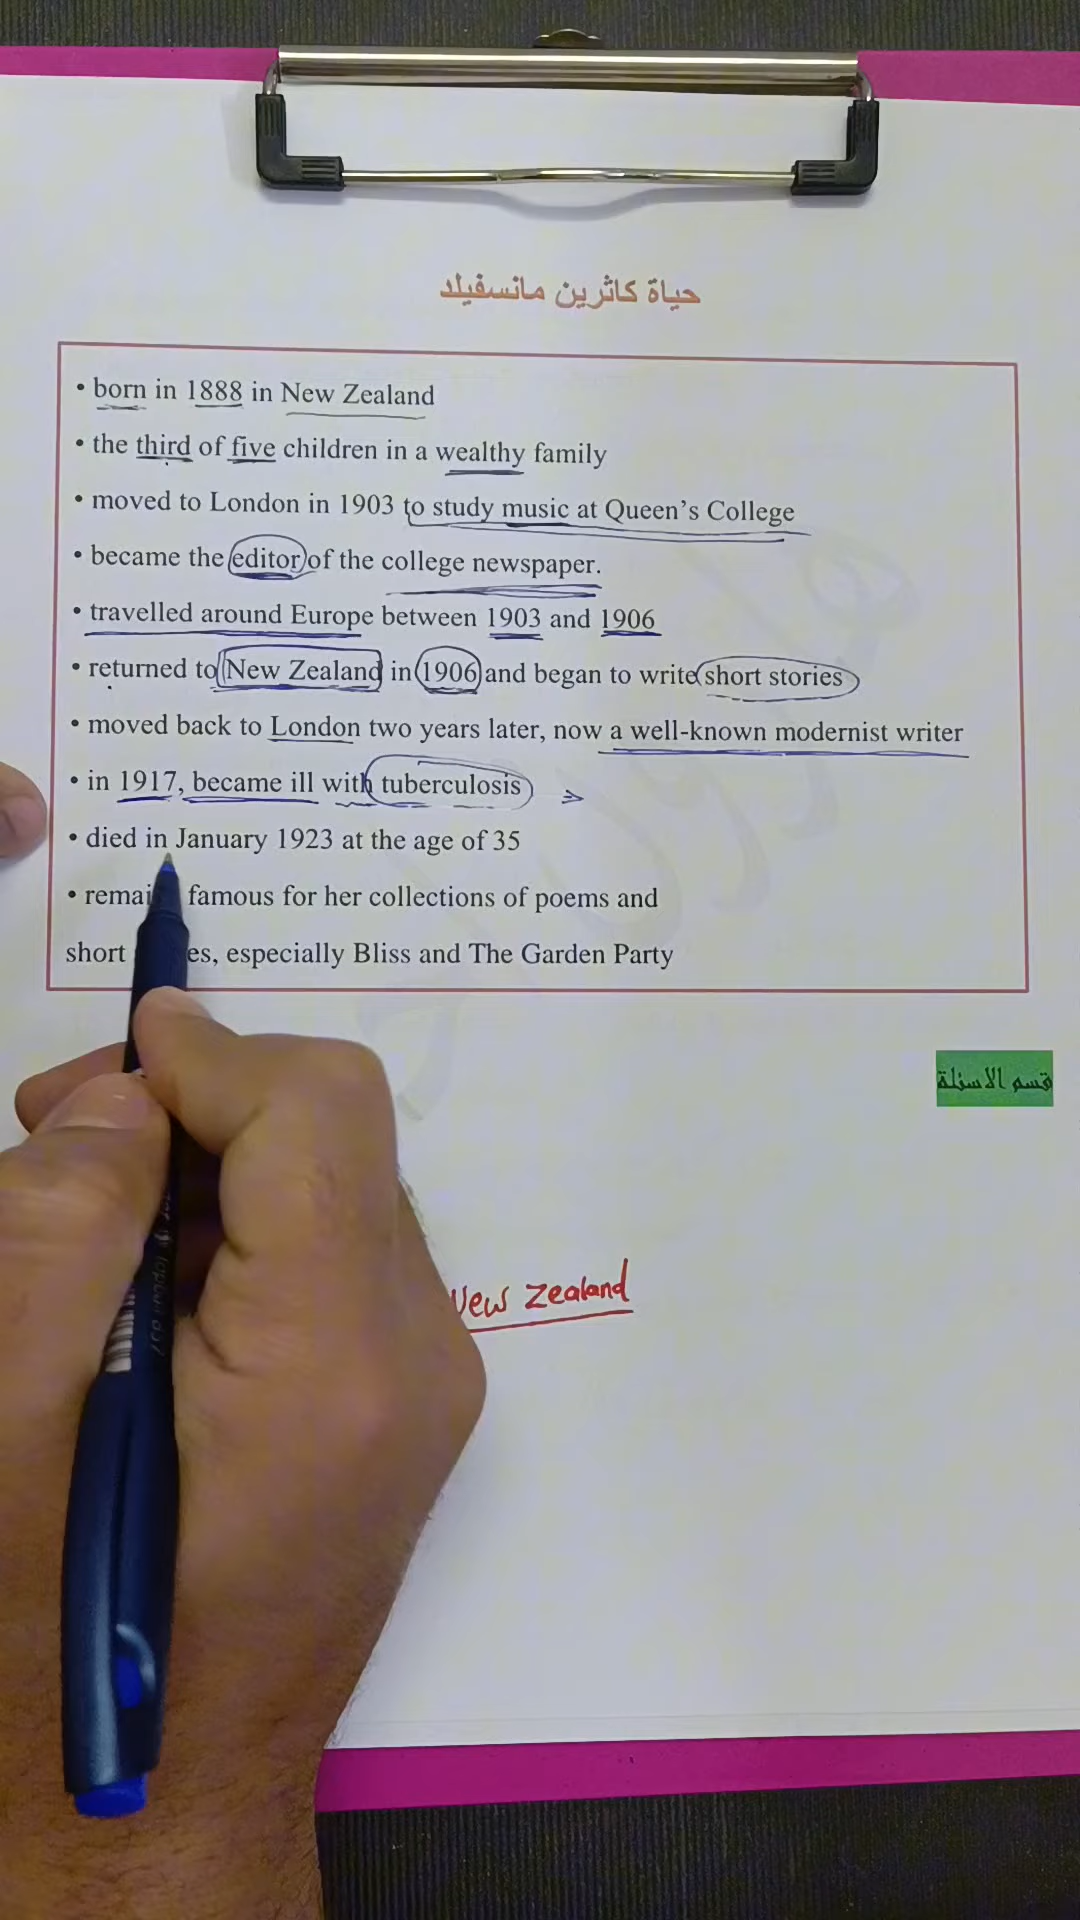 حياة كاثرين مانسفيلد
• born in 1888 in New Zealand
• the third of five children in a wealthy family
• moved to London in 1903 to study music at Queen's College
• became the editor of the college newspaper.
• travelled around Europe between 1903 and 1906
• returned to New Zealand in 1906 and began to write short stories
• moved back to London two years later, now a well-known modernist writer
• in 1917, became ill with tuberculosis
• died in January 1923 at the age of 35
• famous for her collections of poems and
short especially Bliss and The Garden Party
قسم الاسئلة
New Zealand